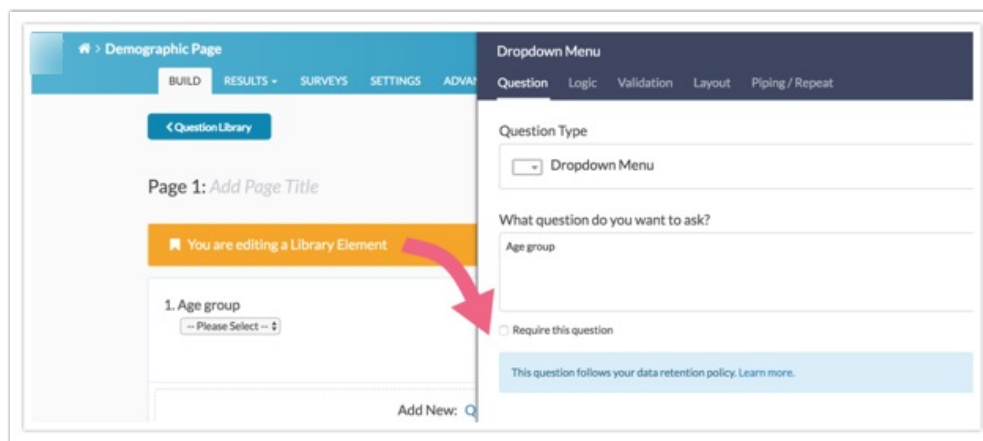 > Demographic Page
BUILD RESULTS SURVEYS SETTINGS ADVAN
Question Library
Page 1: Add Page Title
You are editing a Library Element
1. Age group
-- Please Select --
Add New: Q
Dropdown Menu
Question Logic Validation Layout Piping / Repeat
Question Type
Dropdown Menu
What question do you want to ask?
Age group
Require this question
This question follows your data retention policy. Learn more.